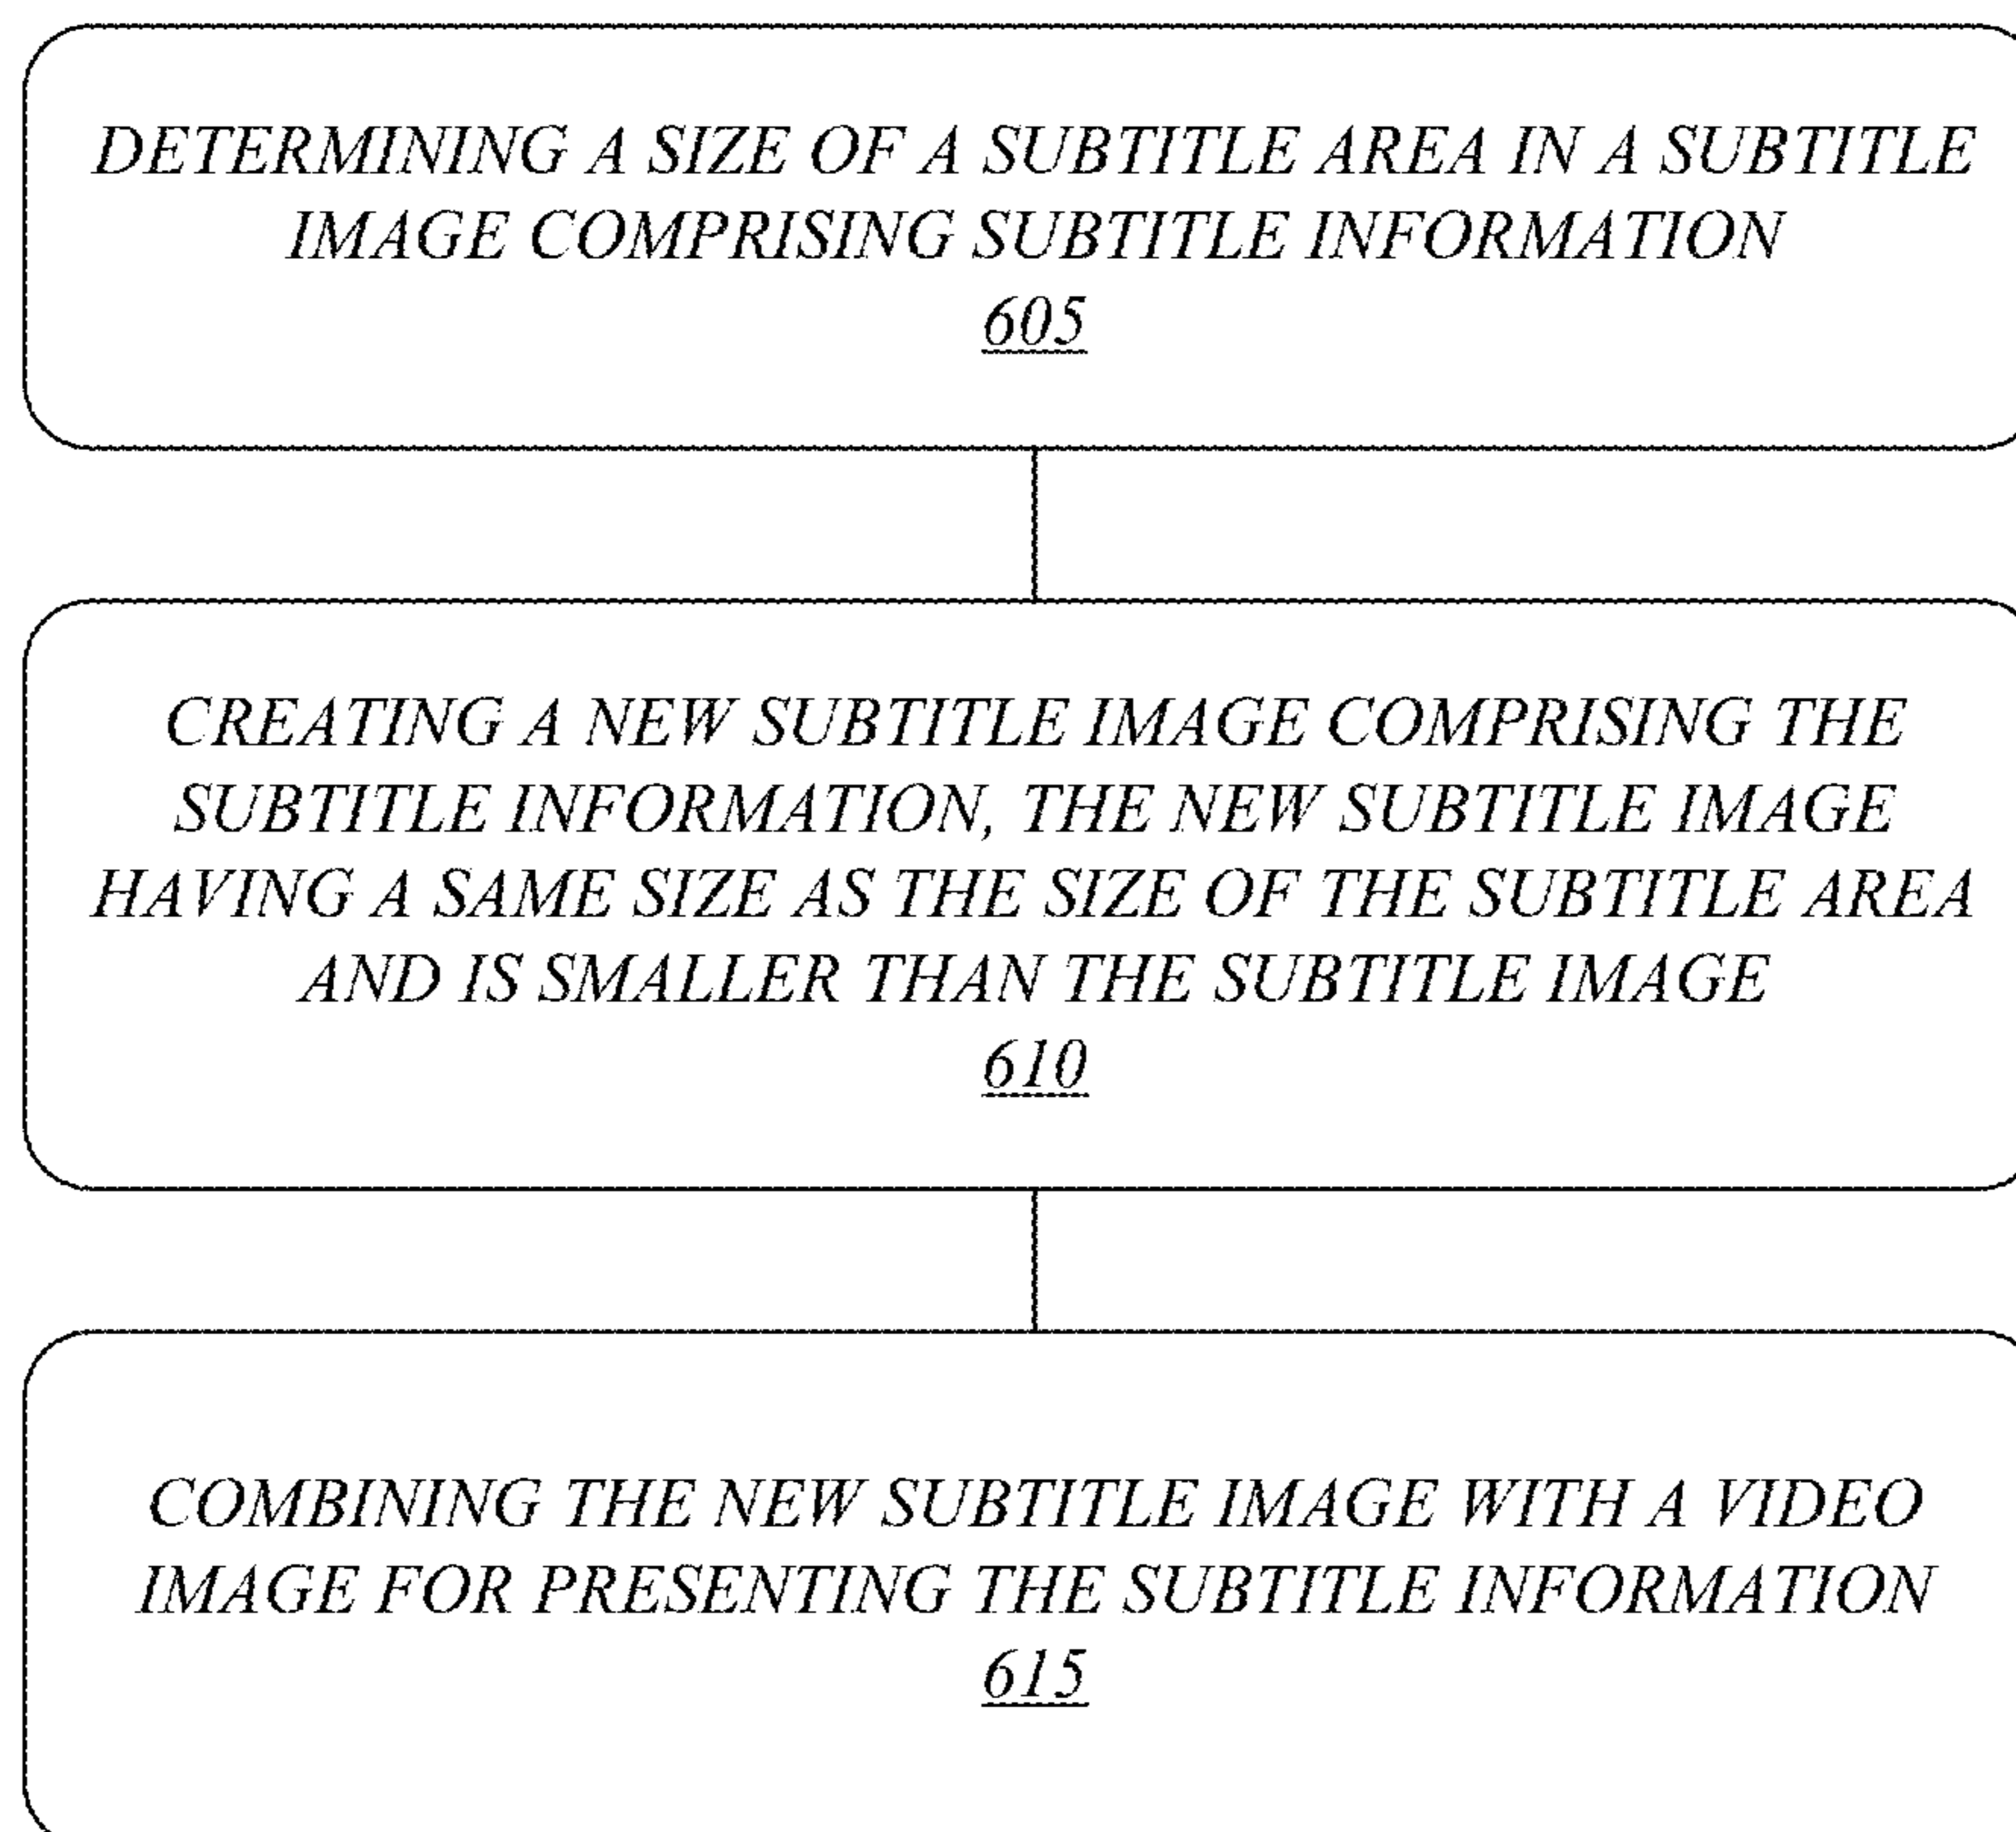 DETERMINING A SIZE OF A SUBTITLE AREA IN A SUBTITLE
IMAGE COMPRISING SUBTITLE INFORMATION
605
CREATING A NEW SUBTITLE IMAGE COMPRISING THE
SUBTITLE INFORMATION, THE NEW SUBTITLE IMAGE
HAVING A SAME SIZE AS THE SIZE OF THE SUBTITLE AREA
AND IS SMALLER THAN THE SUBTITLE IMAGE
610
COMBINING THE NEW SUBTITLE IMAGE WITH A VIDEO
IMAGE FOR PRESENTING THE SUBTITLE INFORMATION
615